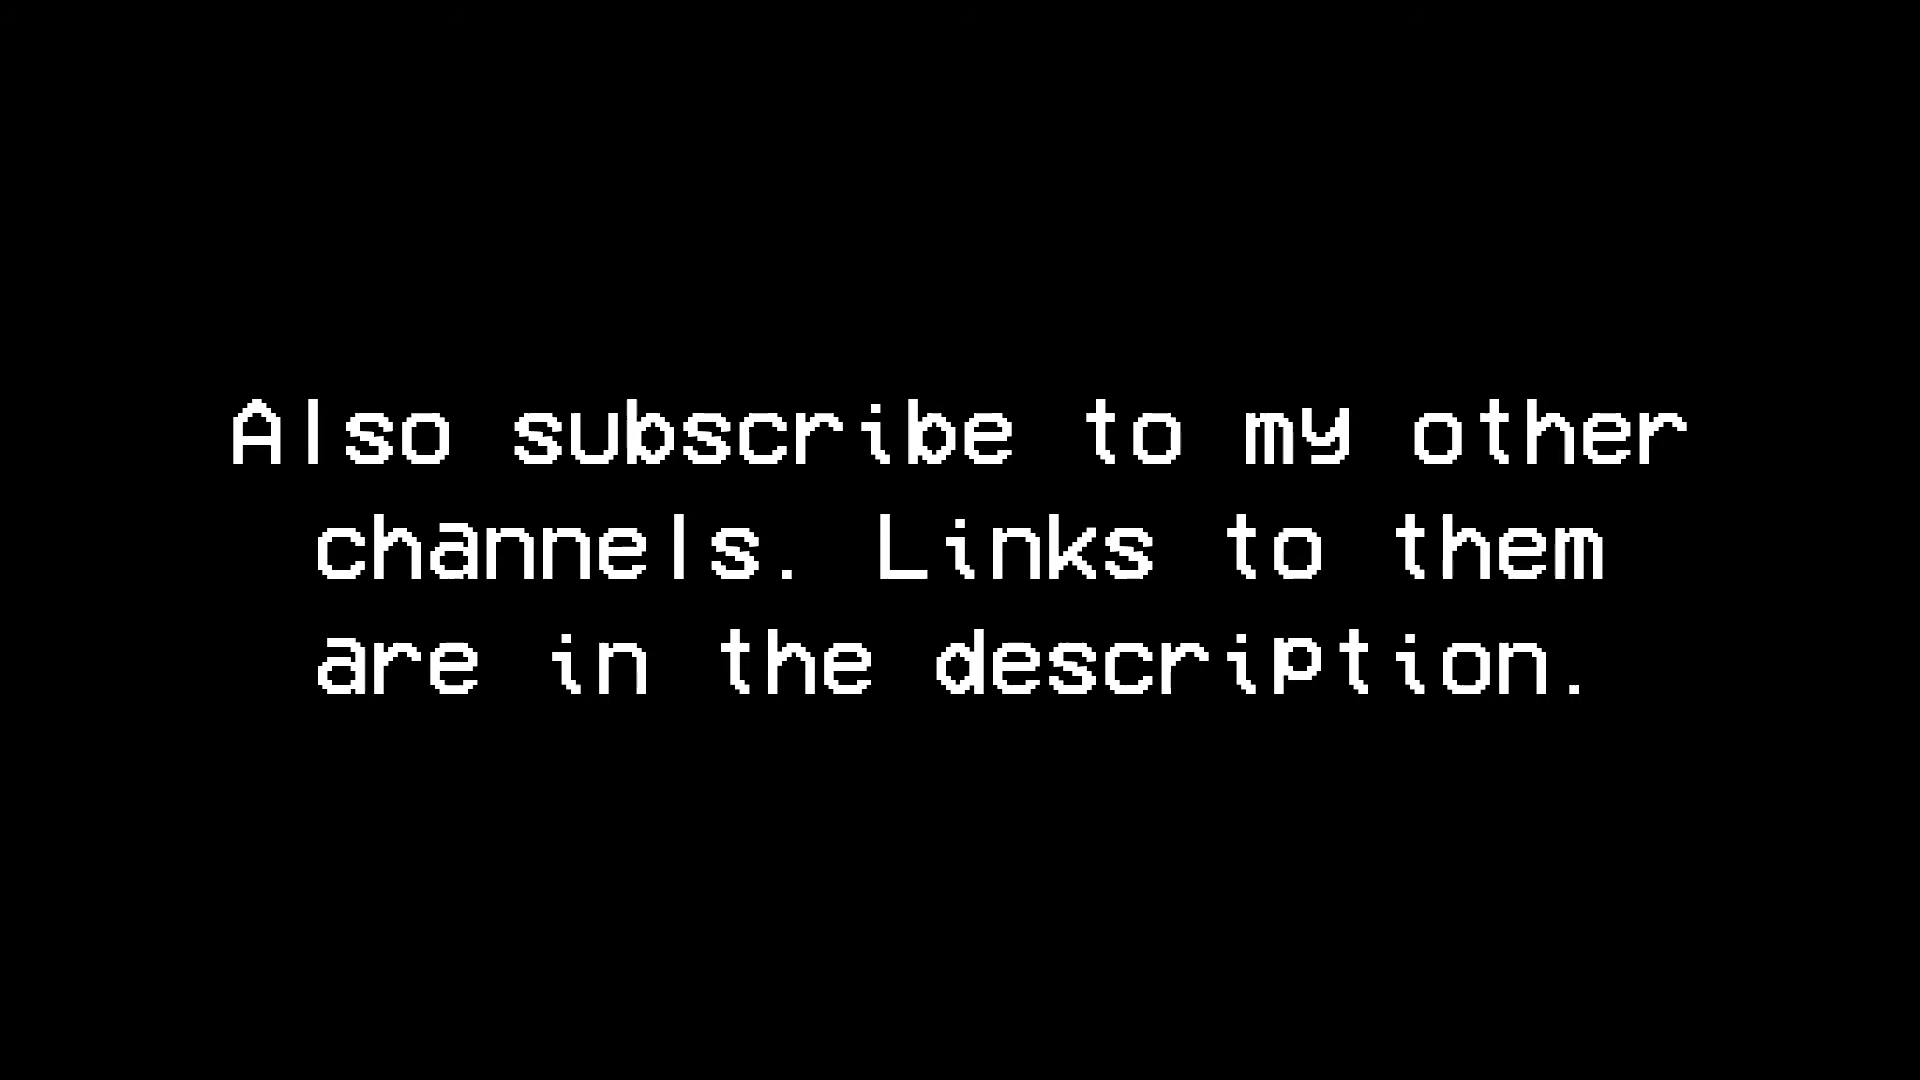 Also subscribe to my other
channels. Links to them
are in the description.